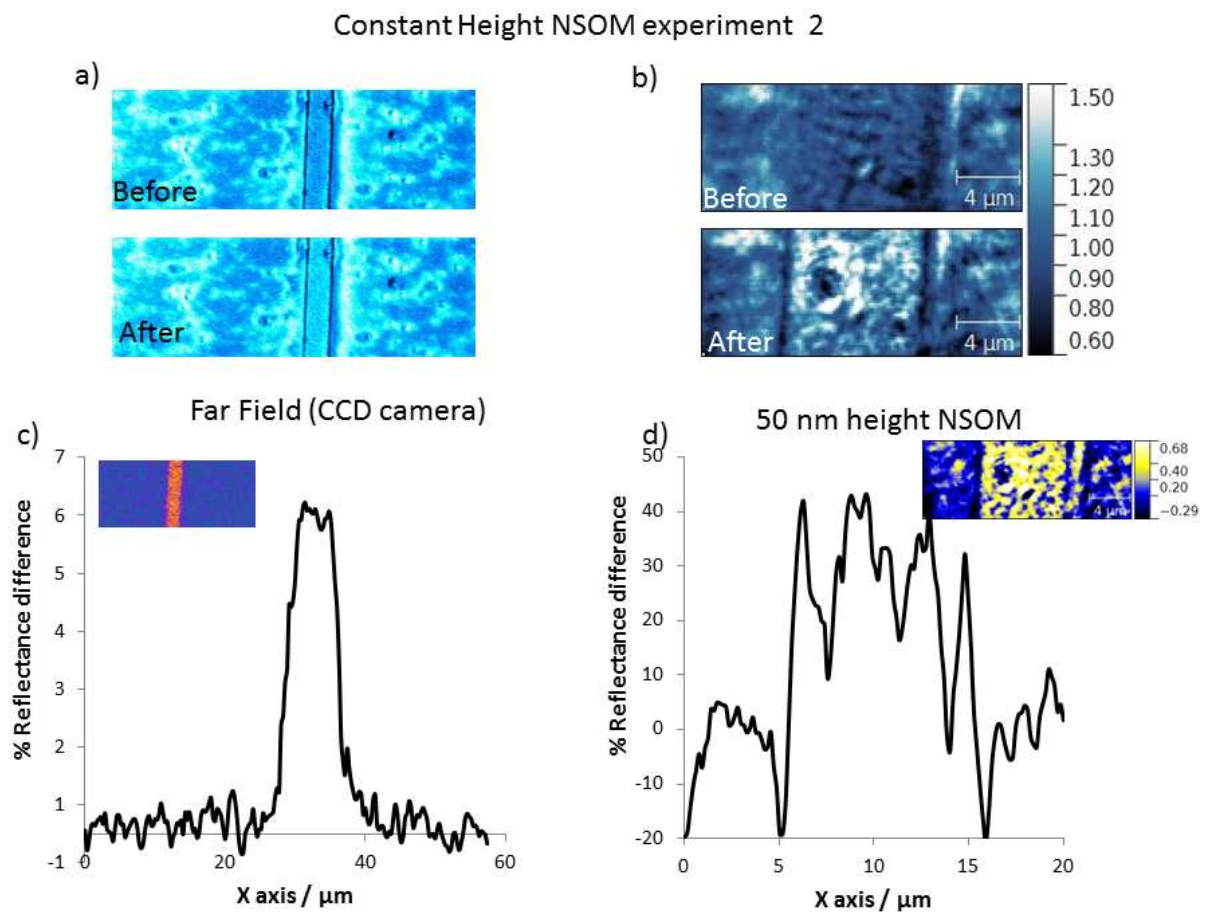 Constant Height NSOM experiment 2
a)
Before
After
b)
Before
4 µm
After
4 µm
1.50
1.30
1.20
1.10
1.00
0.90
0.80
0.60
Far Field (CCD camera)
c)
7
6
5
4
3
2
1
-1
% Reflectance difference
0
20
40
60
X axis / µm
50 nm height NSOM
d)
4 µm
0.68
0.40
0.20
−0.29
50
40
30
20
10
0
-10
-20
% Reflectance difference
0
5
10
15
20
X axis / µm